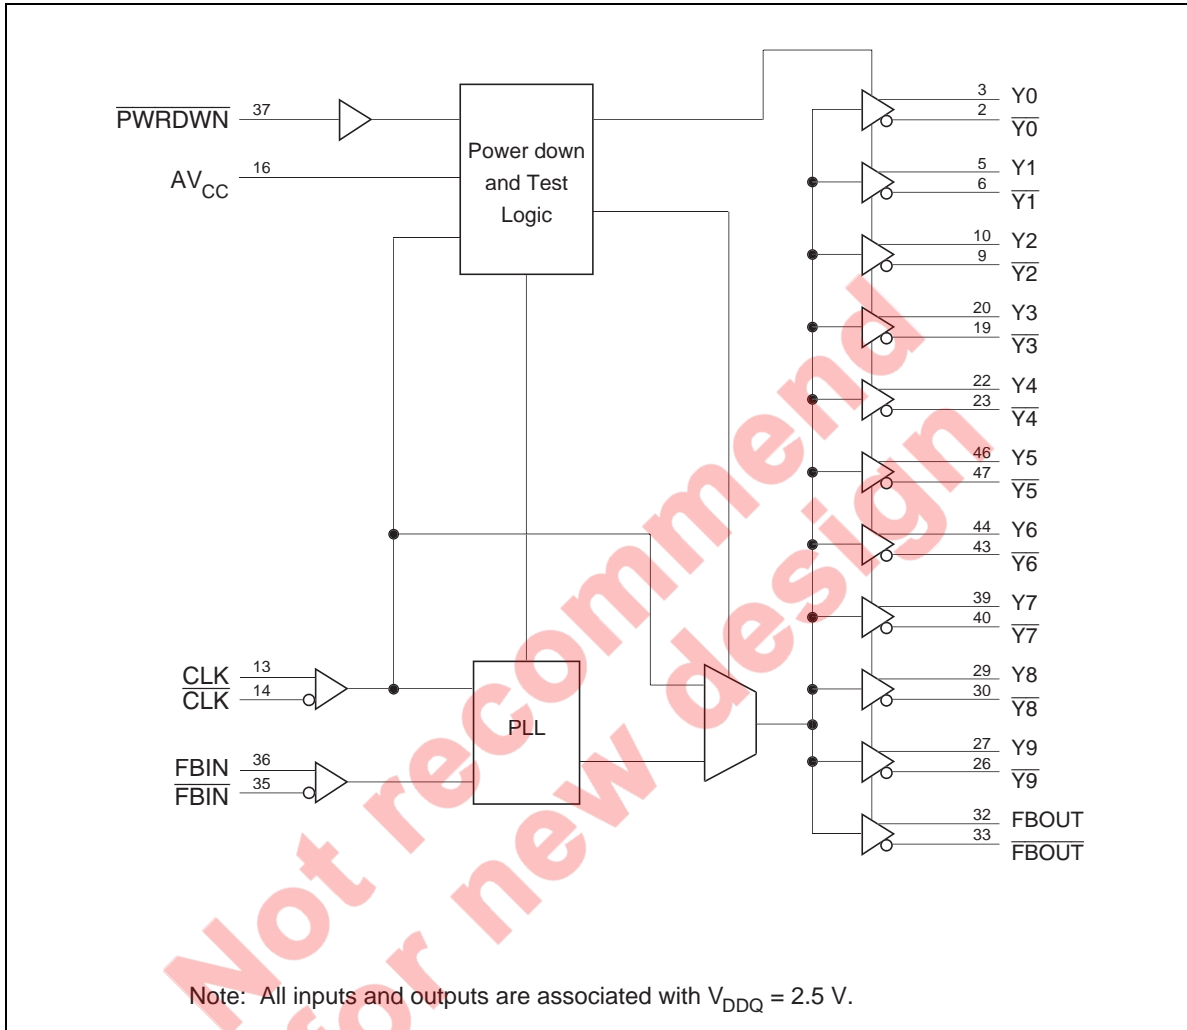 PWRDWN 37
AVCC 16
Power down
and Test
Logic
CLK 13
CLK 14
PLL
FBIN 36
FBIN 35
3 Y0
2 Y0
5 Y1
6 Y1
10 Y2
9 Y2
20 Y3
19 Y3
22 Y4
23 Y4
46 Y5
47 Y5
44 Y6
43 Y6
39 Y7
40 Y7
29 Y8
30 Y8
27 Y9
26 Y9
32 FBOUT
33 FBOUT
Not recommend
for new design
Note: All inputs and outputs are associated with VDDQ = 2.5 V.